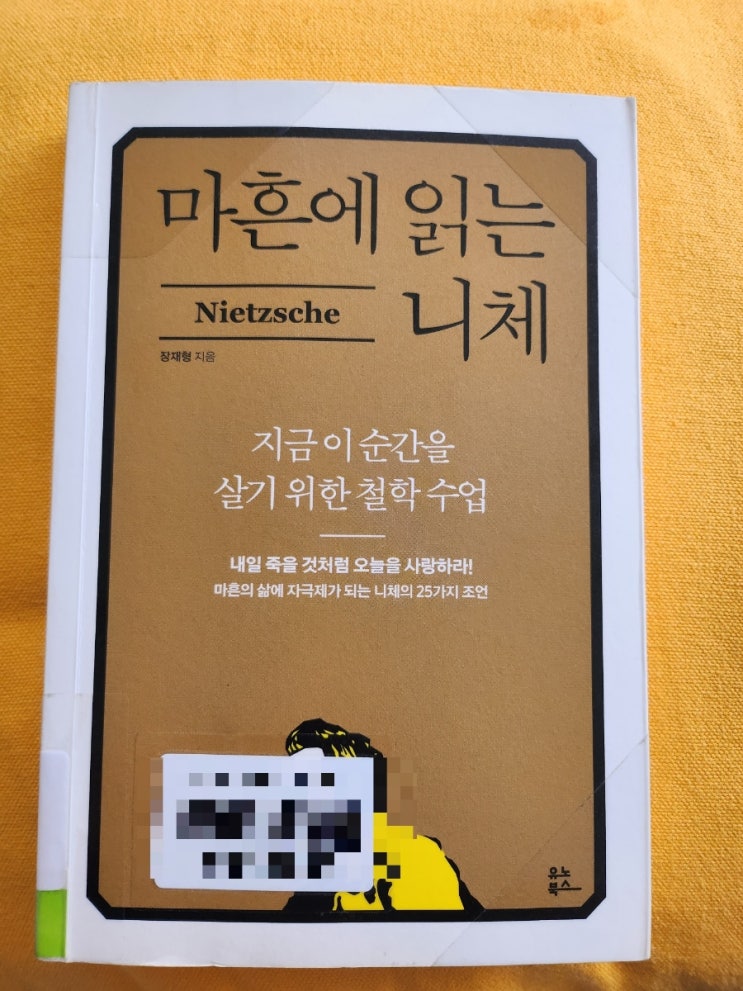 마흔에 읽는
니체
Nietzsche
장재형 지음
지금 이 순간을
살기 위한 철학 수업
내일 죽을 것처럼 오늘을 사랑하라!
마흔의 삶에 자극제가 되는 니체의 25가지 조언
유노
북스